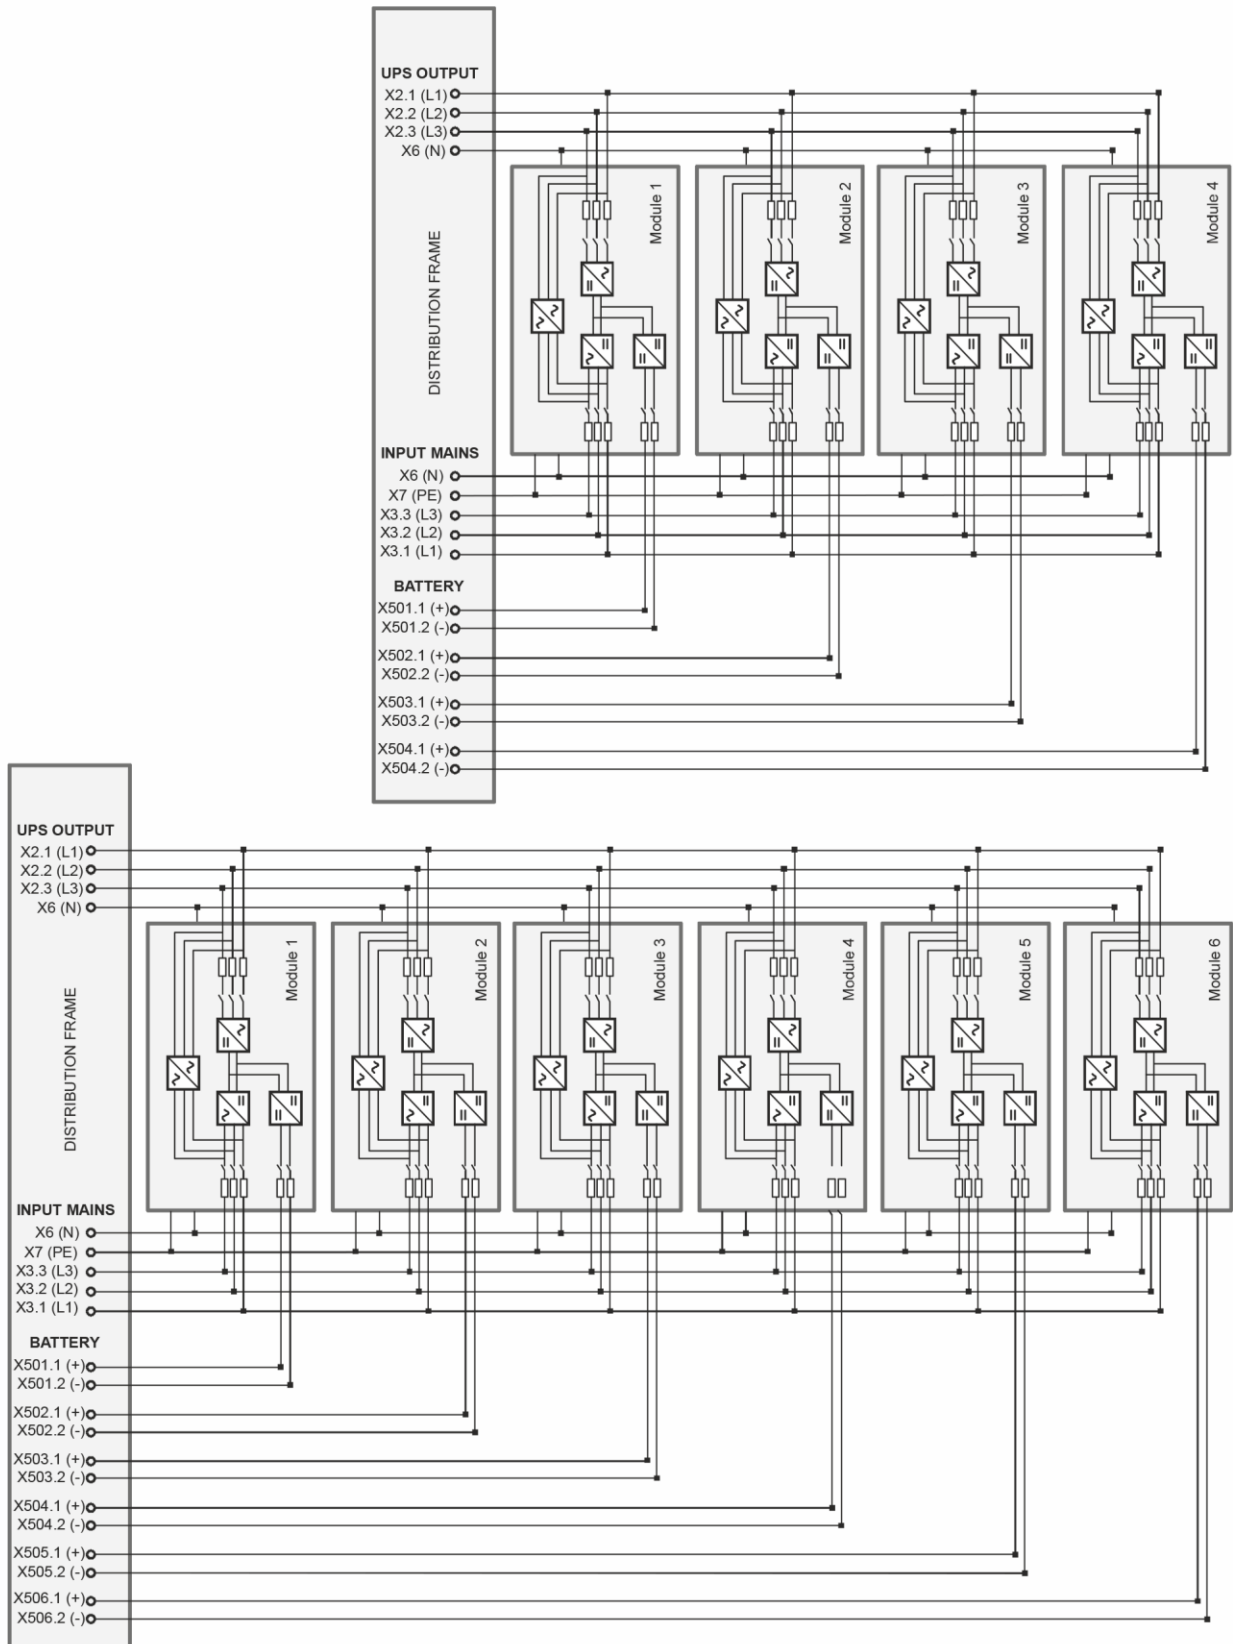 UPS OUTPUT
X2.1 (L1)
X2.2 (L2)
X2.3 (L3)
X6 (N)
Module 1
Module 2
Module 3
Module 4
DISTRIBUTION FRAME
INPUT MAINS
X6 (N)
X7 (PE)
X3.3 (L3)
X3.2 (L2)
X3.1 (L1)
BATTERY
X501.1 (+)
X501.2 (-)
X502.1 (+)
X502.2 (-)
X503.1 (+)
X503.2 (-)
X504.1 (+)
X504.2 (-)
UPS OUTPUT
X2.1 (L1)
X2.2 (L2)
X2.3 (L3)
X6 (N)
Module 1
Module 2
Module 3
Module 4
Module 5
Module 6
DISTRIBUTION FRAME
INPUT MAINS
X6 (N)
X7 (PE)
X3.3 (L3)
X3.2 (L2)
X3.1 (L1)
BATTERY
X501.1 (+)
X501.2 (-)
X502.1 (+)
X502.2 (-)
X503.1 (+)
X503.2 (-)
X504.1 (+)
X504.2 (-)
X505.1 (+)
X505.2 (-)
X506.1 (+)
X506.2 (-)